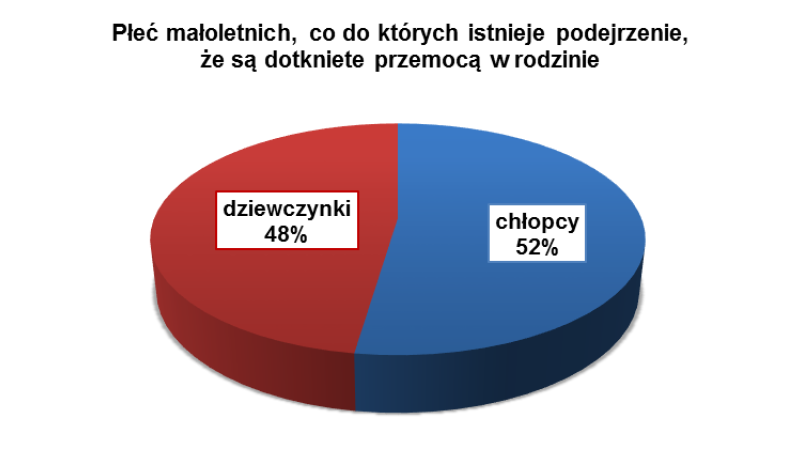 Płeć małoletnich, co do których istnieje podejrzenie,
że są dotkniete przemocą w rodzinie
dziewczynki
48%
chłopcy
52%